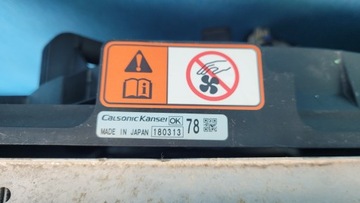 Calsonic Kansei OK 78
MADE IN JAPAN 180313